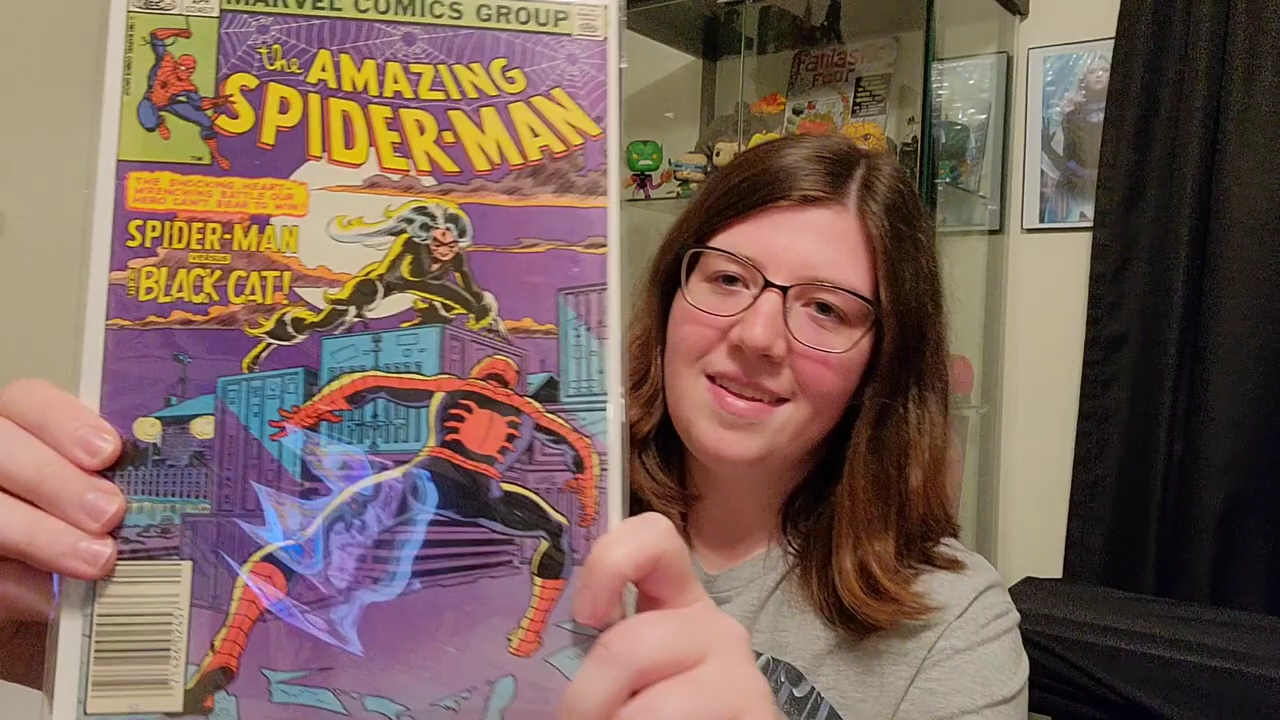 MARVEL COMICS GROUP
the AMAZING
SPIDER-MAN
THE SHOCKING, HEART-
WRENCHING BATTLE OUR
HERO CAN'T BEAR TO WIN!
SPIDER-MAN
VERSUS
THE BLACK CAT!
Fantastic
Four